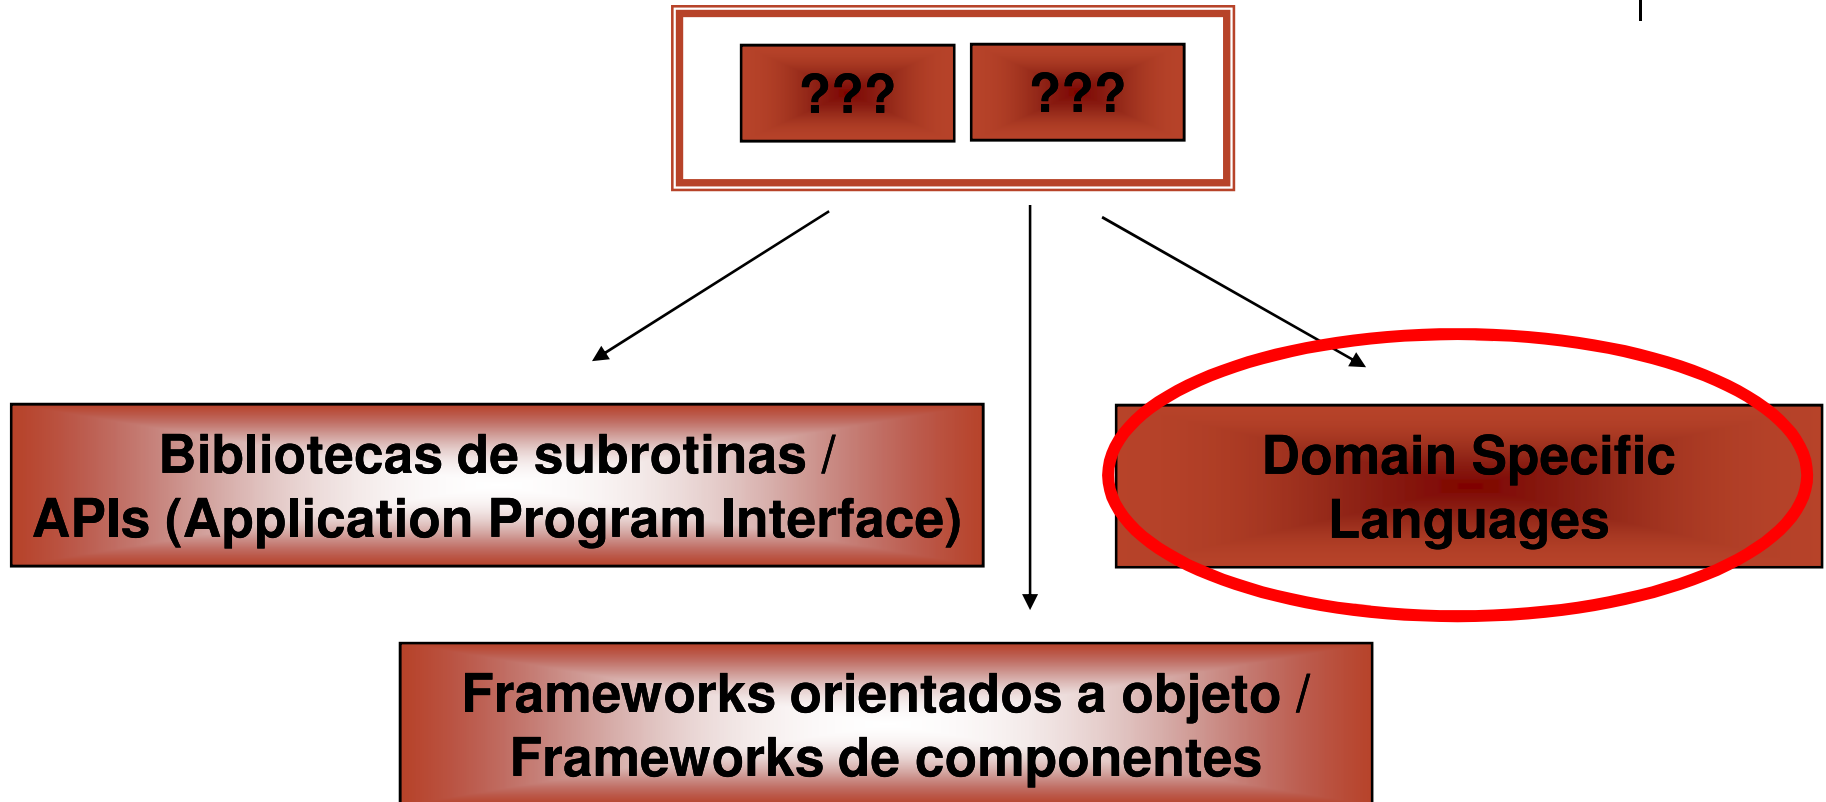 ???
???
Bibliotecas de subrotinas /
APIs (Application Program Interface)
Domain Specific
Languages
Frameworks orientados a objeto /
Frameworks de componentes